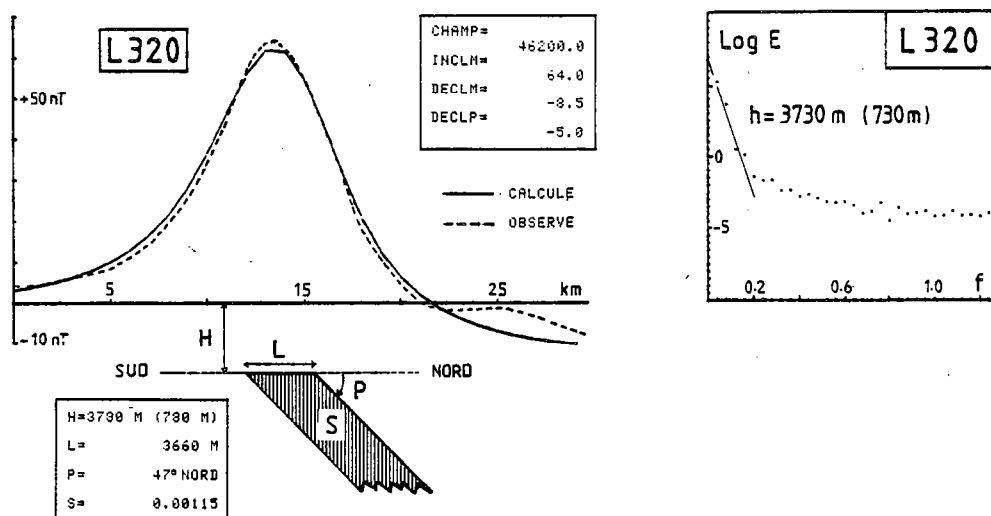 L320
+50 nT
CHAMP=
46200.0
INCLM=
64.0
DECLM=
-8.5
DECLP=
-5.0
CALCULE
OBSERVE
5
15
25
km
-10 nT
H
L
SUD
NORD
P
S
H=3730 M (730 M)
L=
3660 M
P=
47° NORD
S=
0.00115
Log E
L320
h=3730 m (730m)
0
-5
0.2
0.6
1.0
f